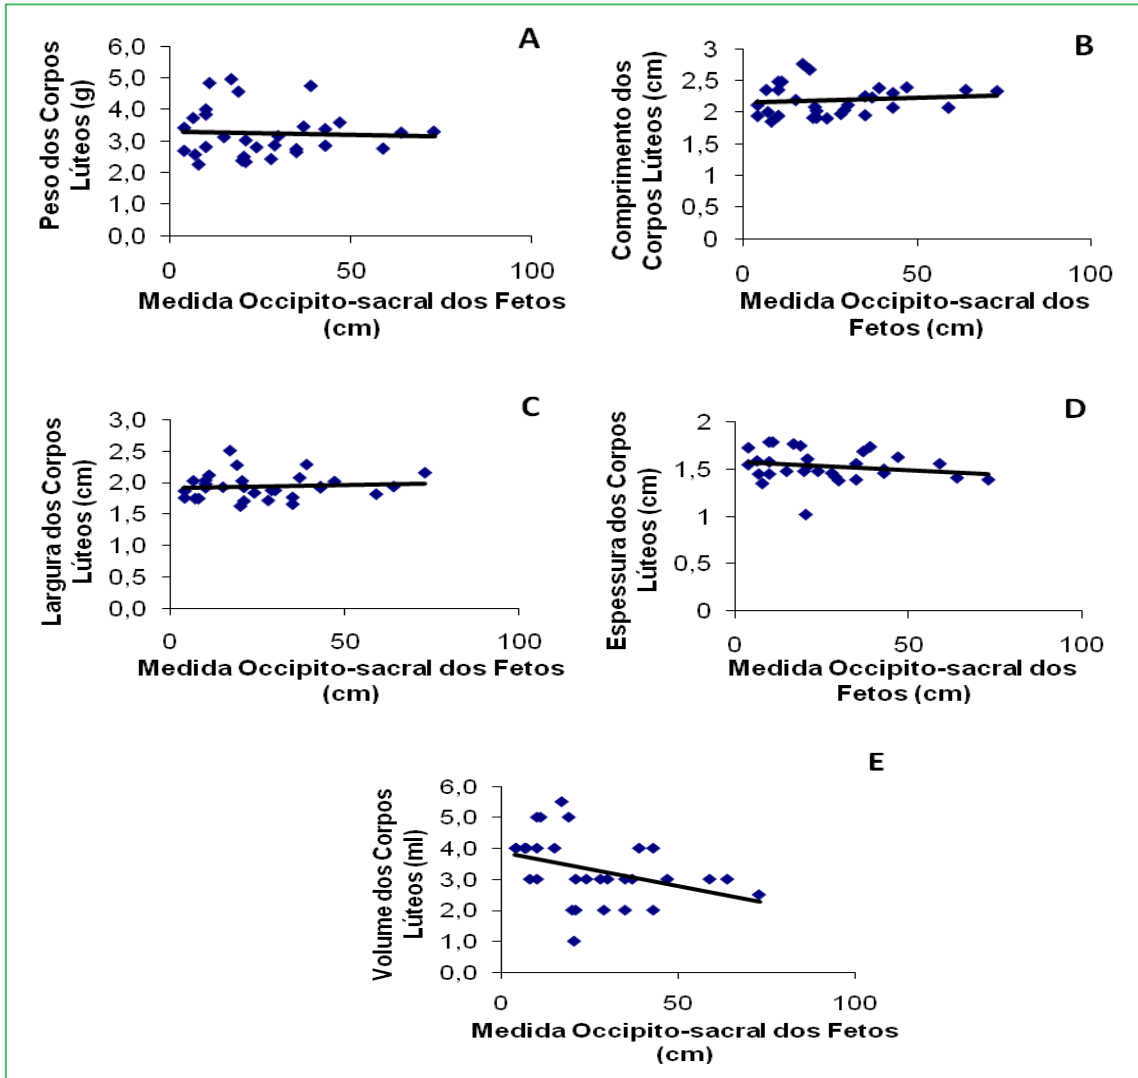 A
Peso dos Corpos
Lúteos (g)
6,0
5,0
4,0
3,0
2,0
1,0
0,0
0 50 100
Medida Occipito-sacral dos Fetos
(cm)
B
Comprimento dos
Corpos Lúteos (cm)
3
2,5
2
1,5
1
0,5
0
0 50 100
Medida Occipito-sacral dos
Fetos (cm)
C
Largura dos Corpos
Lúteos (cm)
3,0
2,5
2,0
1,5
1,0
0,5
0,0
0 50 100
Medida Occipito-sacral dos Fetos
(cm)
D
Espessura dos Corpos
Lúteos (cm)
2
1,5
1
0,5
0
0 50 100
Medida Occipito-sacral dos
Fetos (cm)
E
Volume dos Corpos
Lúteos (ml)
6,0
5,0
4,0
3,0
2,0
1,0
0,0
0 50 100
Medida Occipito-sacral dos Fetos
(cm)